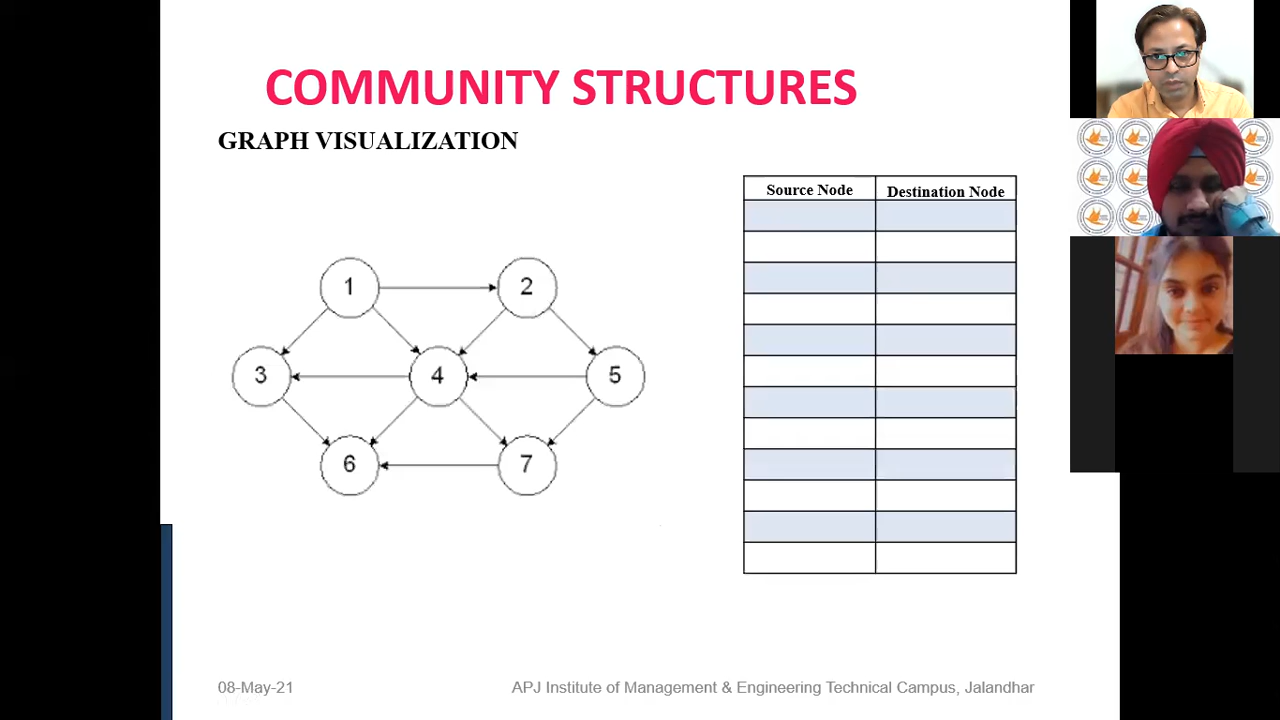 COMMUNITY STRUCTURES
GRAPH VISUALIZATION
Source Node Destination Node
1 2
3 4 5
6 7
08-May-21 APJ Institute of Management & Engineering Technical Campus, Jalandhar